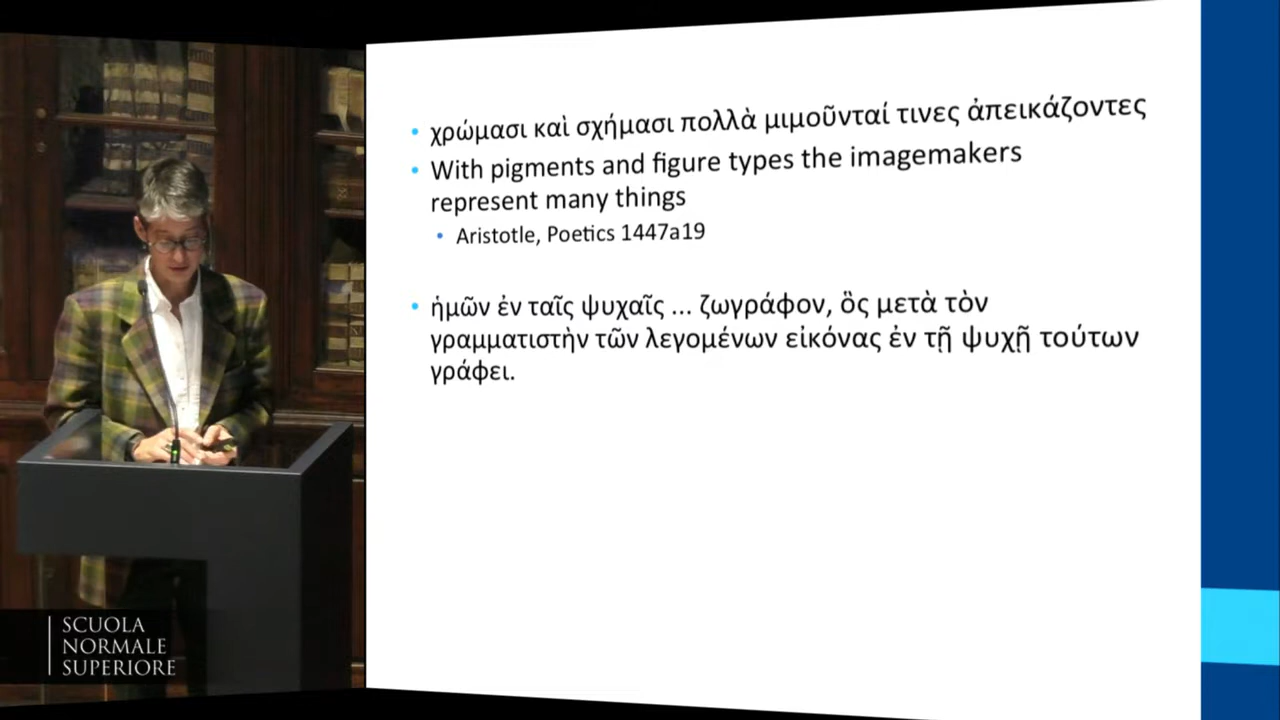 χρώμασι καὶ σχήμασι πολλὰ μιμοῦνταί τινες ἀπεικάζοντες
With pigments and figure types the imagemakers
represent many things
Aristotle, Poetics 1447a19
ἡμῶν ἐν ταῖς ψυχαῖς ... ζωγράφον, ὃς μετὰ τὸν
γραμματιστὴν τῶν λεγομένων εἰκόνας ἐν τῇ ψυχῇ τούτων
γράφει.
SCUOLA
NORMALE
SUPERIORE